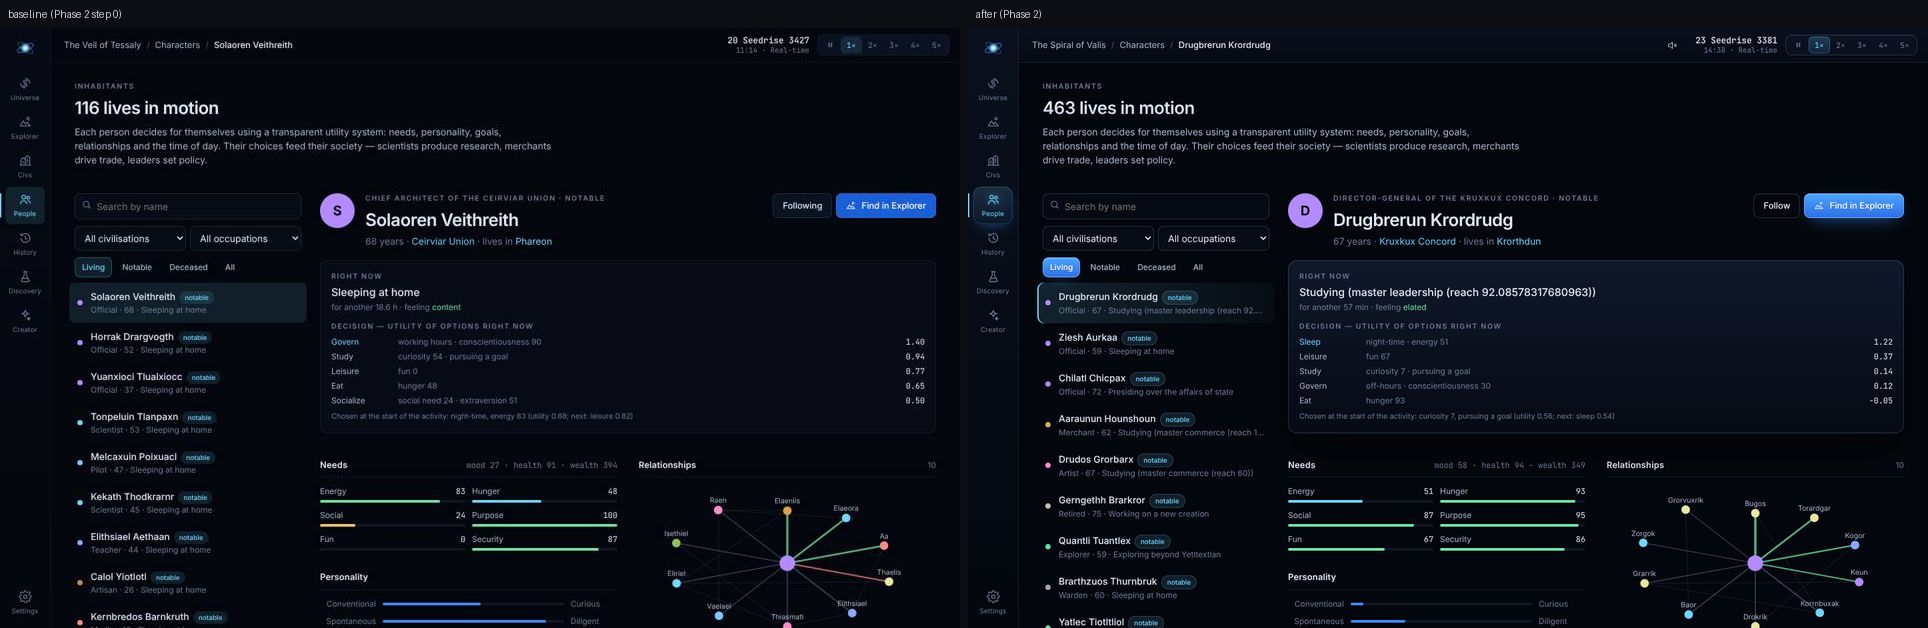 baseline (Phase 2 step0)
The Veil of Tessaly / Characters / Solaoren Veithreith
20 Seedrise 3427
11:14 · Real-time
1× 2× 3× 4× 5×
Universe
Explorer
Civs
People
History
Discovery
Creator
Settings
INHABITANTS
116 lives in motion
Each person decides for themselves using a transparent utility system: needs, personality, goals,
relationships and the time of day. Their choices feed their society — scientists produce research, merchants
drive trade, leaders set policy.
Search by name
All civilisations All occupations
Living Notable Deceased All
Solaoren Veithreith notable
Official · 68 · Sleeping at home
Horrak Drargvogth notable
Official · 52 · Sleeping at home
Yuanxioci Tlualxiocc notable
Official · 37 · Sleeping at home
Tonpeluin Tlanpaxn notable
Scientist · 53 · Sleeping at home
Melcaxuin Poixuacl notable
Pilot · 47 · Sleeping at home
Kekath Thodkrarnr notable
Scientist · 45 · Sleeping at home
Elithsiael Aethaan notable
Teacher · 44 · Sleeping at home
Calol Yiotiotl notable
Artisan · 26 · Sleeping at home
Kernbredos Barnkruth notable
S
CHIEF ARCHITECT OF THE CEIRVIAR UNION · NOTABLE
Solaoren Veithreith
68 years · Ceirviar Union · lives in Phareon
Following Find in Explorer
RIGHT NOW
Sleeping at home
for another 18.6 h · feeling content
DECISION — UTILITY OF OPTIONS RIGHT NOW
Govern working hours · conscientiousness 90 1.40
Study curiosity 54 · pursuing a goal 0.94
Leisure fun 0 0.77
Eat hunger 48 0.65
Socialize social need 24 · extraversion 51 0.50
Chosen at the start of the activity: night-time, energy 83 (utility 0.88; next: leisure 0.82)
Needs mood 27 · health 91 · wealth 394
Energy 83 Hunger 48
Social 24 Purpose 100
Fun 0 Security 87
Personality
Conventional Curious
Spontaneous Diligent
Relationships 10
Raen
Elaeniis
Elaeora
Isethiel
Aa
Eliriel
Thaelis
Vaelael
Elithsiael
Thiasmati
after (Phase 2)
The Spiral of Valis / Characters / Drugbrerun Krordrudg
23 Seedrise 3381
14:38 · Real-time
1× 2× 3× 4× 5×
Universe
Explorer
Civs
People
History
Discovery
Creator
Settings
INHABITANTS
463 lives in motion
Each person decides for themselves using a transparent utility system: needs, personality, goals,
relationships and the time of day. Their choices feed their society — scientists produce research, merchants
drive trade, leaders set policy.
Search by name
All civilisations All occupations
Living Notable Deceased All
Drugbrerun Krordrudg notable
Official · 67 · Studying (master leadership (reach 92....
Ziesh Aurkaa notable
Official · 59 · Sleeping at home
Chilatl Chicpax notable
Official · 72 · Presiding over the affairs of state
Aaraunun Hounshoun notable
Merchant · 62 · Studying (master commerce (reach 1...
Drudos Grorbarx notable
Artist · 67 · Studying (master commerce (reach 60))
Gerngethh Brarkror notable
Retired · 75 · Working on a new creation
Quantli Tuantlex notable
Explorer · 59 · Exploring beyond Yetltextlan
Brarthzuos Thurnbruk notable
Warden · 60 · Sleeping at home
Yatlec Tiotltliol notable
D
DIRECTOR-GENERAL OF THE KRUXKUX CONCORD · NOTABLE
Drugbrerun Krordrudg
67 years · Kruxkux Concord · lives in Krorthdun
Follow Find in Explorer
RIGHT NOW
Studying (master leadership (reach 92.08578317680963))
for another 57 min · feeling elated
DECISION — UTILITY OF OPTIONS RIGHT NOW
Sleep night-time · energy 51 1.22
Leisure fun 67 0.37
Study curiosity 7 · pursuing a goal 0.14
Govern off-hours · conscientiousness 30 0.12
Eat hunger 93 -0.05
Chosen at the start of the activity: curiosity 7, pursuing a goal (utility 0.56; next: sleep 0.54)
Needs mood 58 · health 94 · wealth 349
Energy 51 Hunger 93
Social 87 Purpose 95
Fun 67 Security 86
Personality
Conventional Curious
Spontaneous Diligent
Relationships 10
Grorvuxrik
Bugos
Torardgar
Zorgok
Kogor
Grarrik
Keun
Baor
Kornbuxak
Drokrik